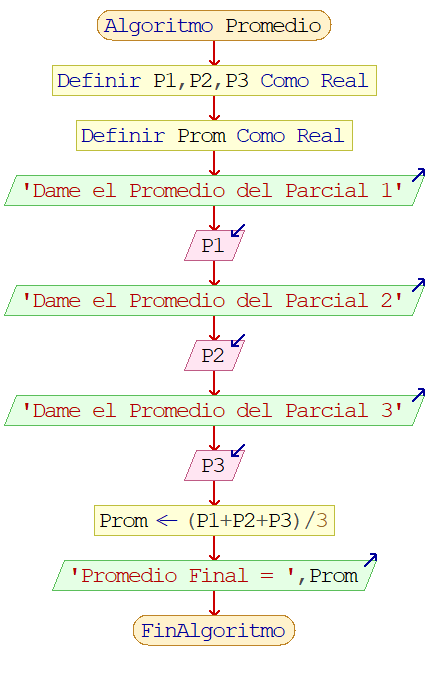 Algoritmo Promedio
Definir P1,P2,P3 Como Real
Definir Prom Como Real
'Dame el Promedio del Parcial 1'
P1
'Dame el Promedio del Parcial 2'
P2
'Dame el Promedio del Parcial 3'
P3
Prom ← (P1+P2+P3)/3
'Promedio Final = ',Prom
FinAlgoritmo